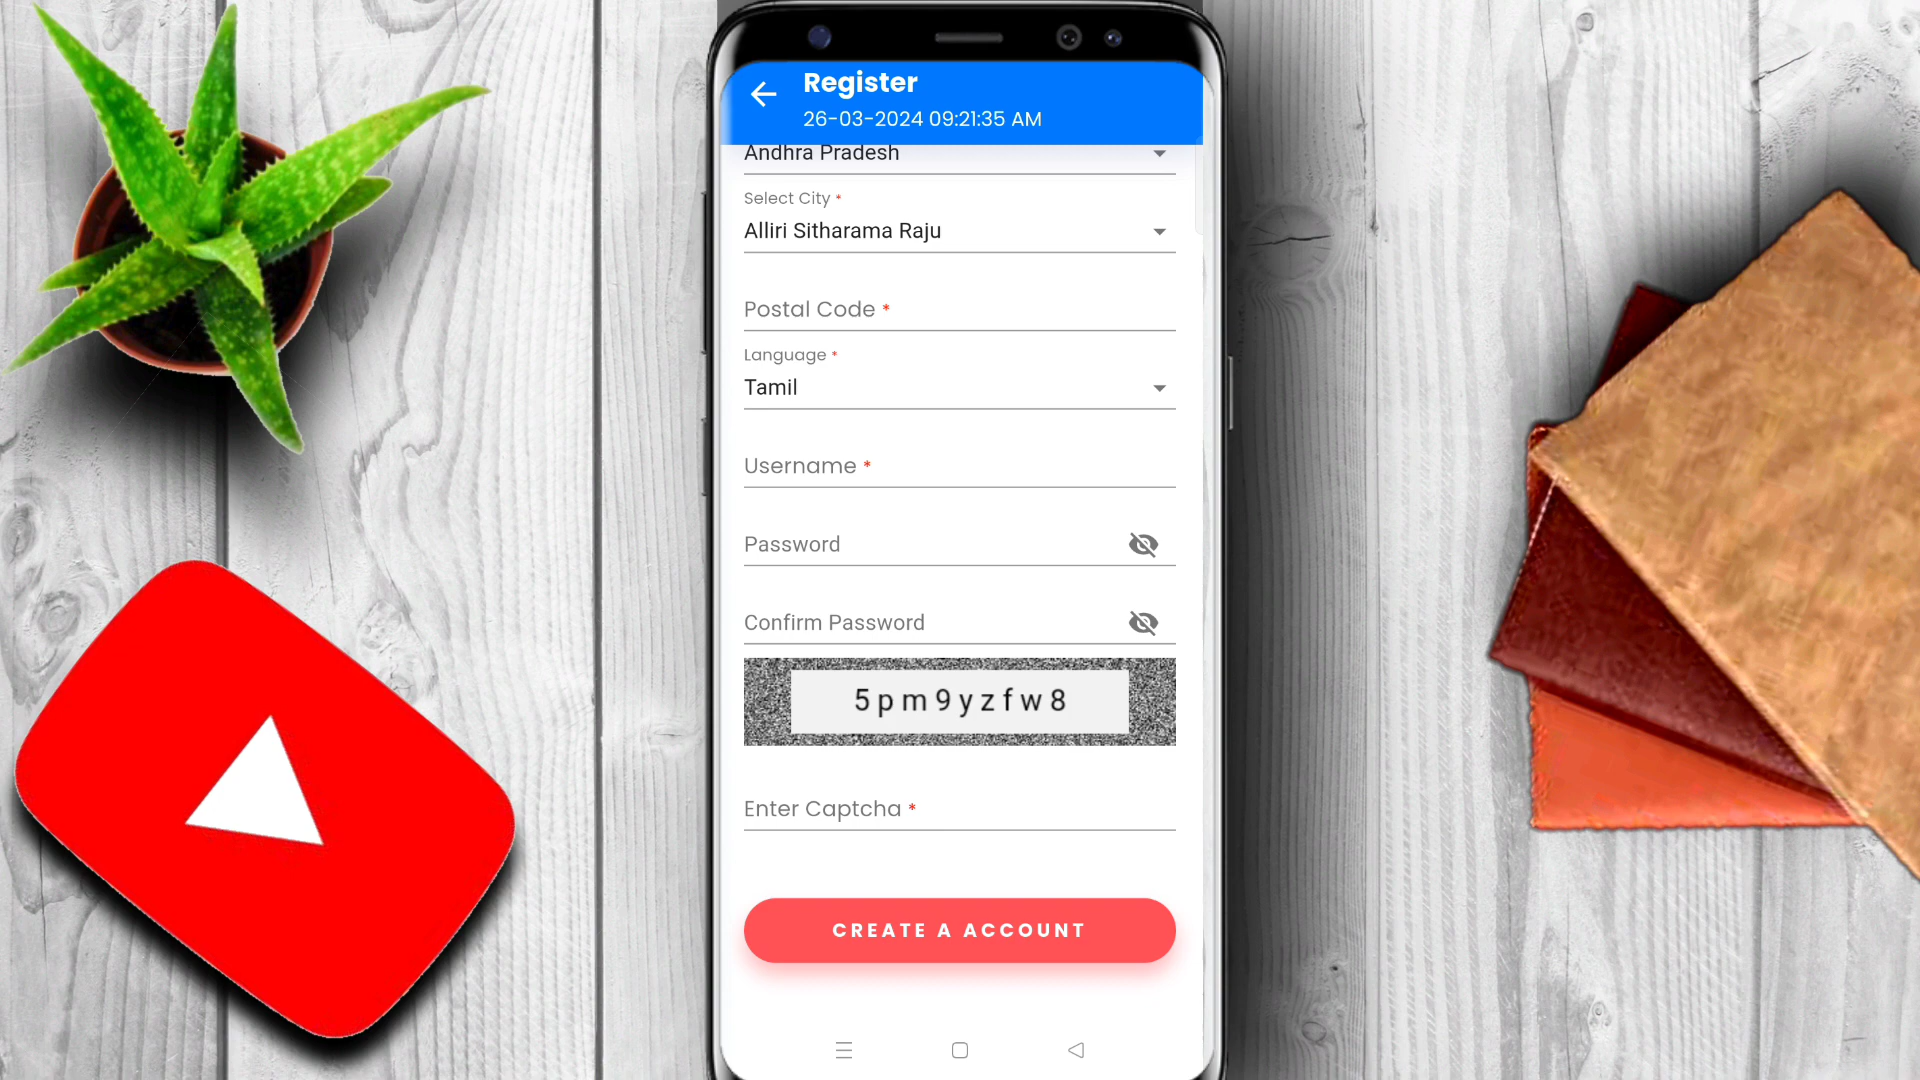 Register
26-03-2024 09:21:35 AM
Andhra Pradesh
Select City *
Alliri Sitharama Raju
Postal Code *
Language *
Tamil
Username *
Password
Confirm Password
5pm9yzfw8
Enter Captcha *
CREATE A ACCOUNT